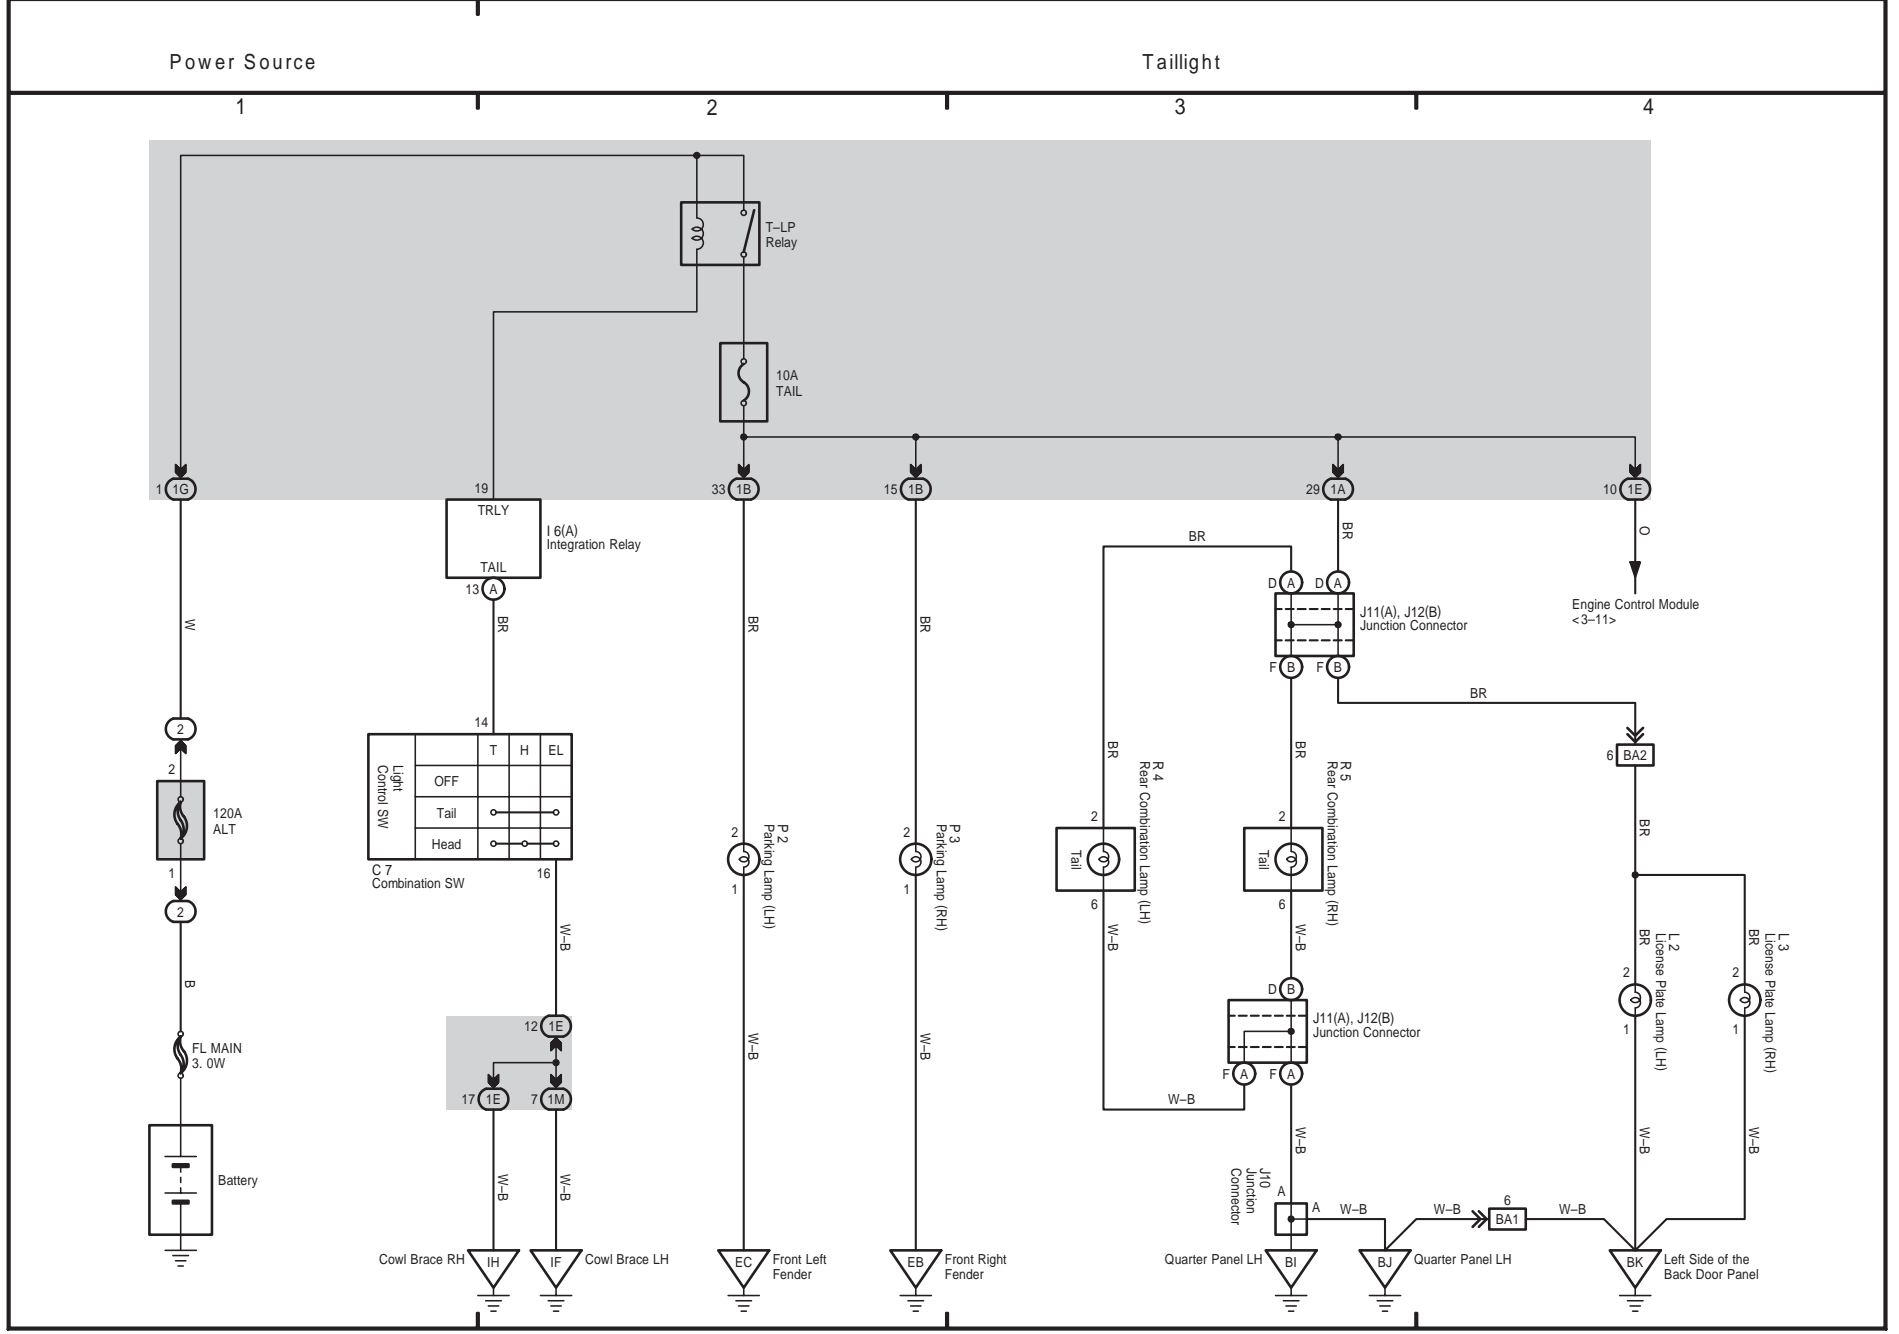 Power Source
Taillight
1
2
3
4
T–LP
Relay
10A
TAIL
1 1G
19
33 1B
15 1B
29 1A
10 1E
TRLY
I 6(A)
Integration Relay
TAIL
13 A
BR
BR
O
D A
D A
J11(A), J12(B)
Junction Connector
F B
F B
Engine Control Module
<3–11>
W
BR
BR
BR
BR
2
2
120A
ALT
1
2
14
Light
Control SW
T H EL
OFF
Tail
Head
C 7
Combination SW
16
2
P 2
Parking Lamp (LH)
1
2
P 3
Parking Lamp (RH)
1
BR
R 4
Rear Combination Lamp (LH)
2
Tail
6
BR
R 5
Rear Combination Lamp (RH)
2
Tail
6
6 BA2
BR
W–B
W–B
W–B
BR
L 2
License Plate Lamp (LH)
2
1
BR
L 3
License Plate Lamp (RH)
2
1
B
FL MAIN
3. 0W
D B
J11(A), J12(B)
Junction Connector
F A
F A
12 1E
17 1E
7 1M
W–B
W–B
W–B
W–B
W–B
W–B
Battery
W–B
W–B
J10
Junction
Connector
A
A
W–B
W–B
6
BA1
W–B
Cowl Brace RH
IH
IF
Cowl Brace LH
EC
Front Left
Fender
EB
Front Right
Fender
Quarter Panel LH
BI
BJ
Quarter Panel LH
BK
Left Side of the
Back Door Panel